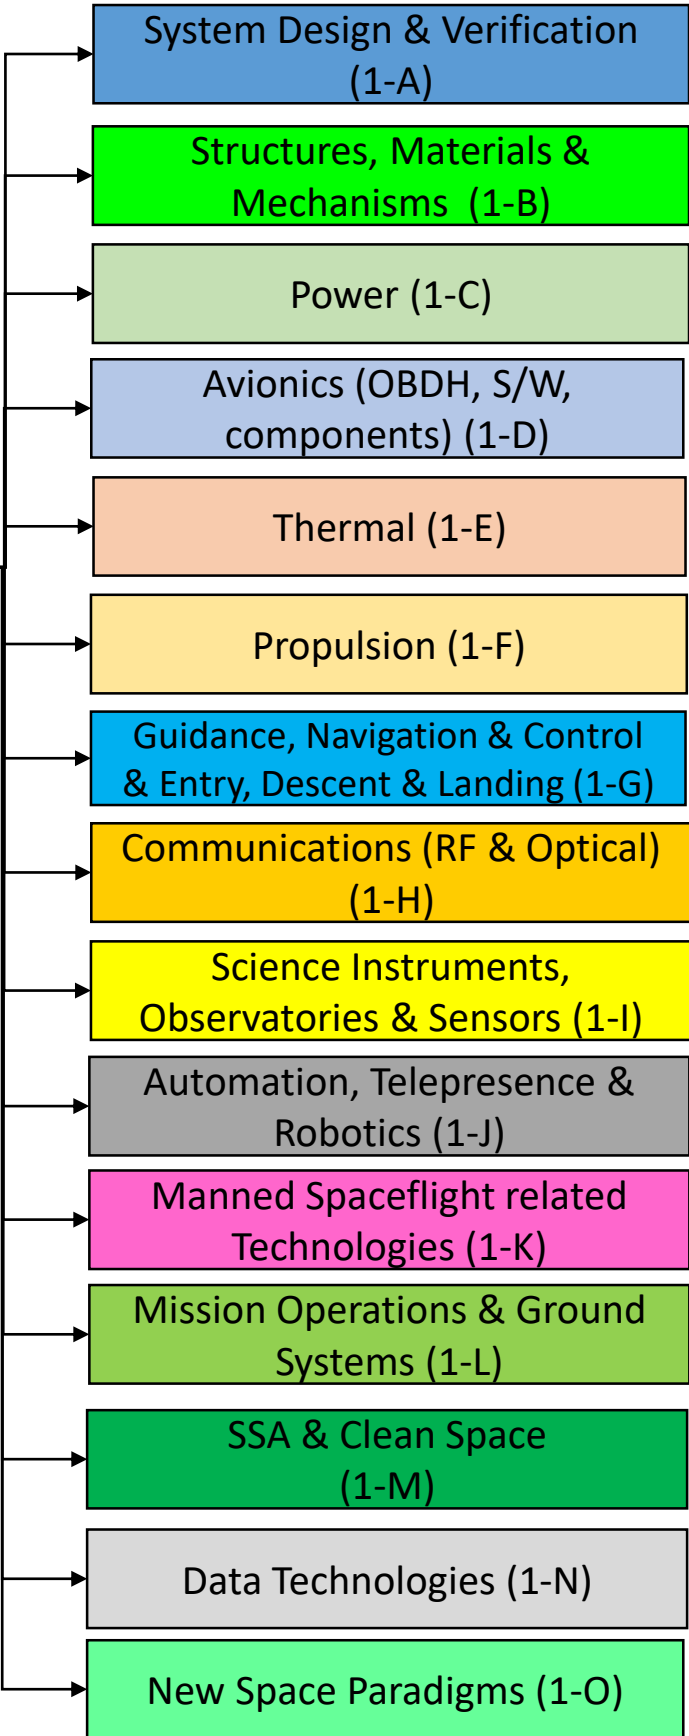 System Design & Verification
(1-A)
Structures, Materials &
Mechanisms (1-B)
Power (1-C)
Avionics (OBDH, S/W,
components) (1-D)
Thermal (1-E)
Propulsion (1-F)
Guidance, Navigation & Control
& Entry, Descent & Landing (1-G)
Communications (RF & Optical)
(1-H)
Science Instruments,
Observatories & Sensors (1-I)
Automation, Telepresence &
Robotics (1-J)
Manned Spaceflight related
Technologies (1-K)
Mission Operations & Ground
Systems (1-L)
SSA & Clean Space
(1-M)
Data Technologies (1-N)
New Space Paradigms (1-O)